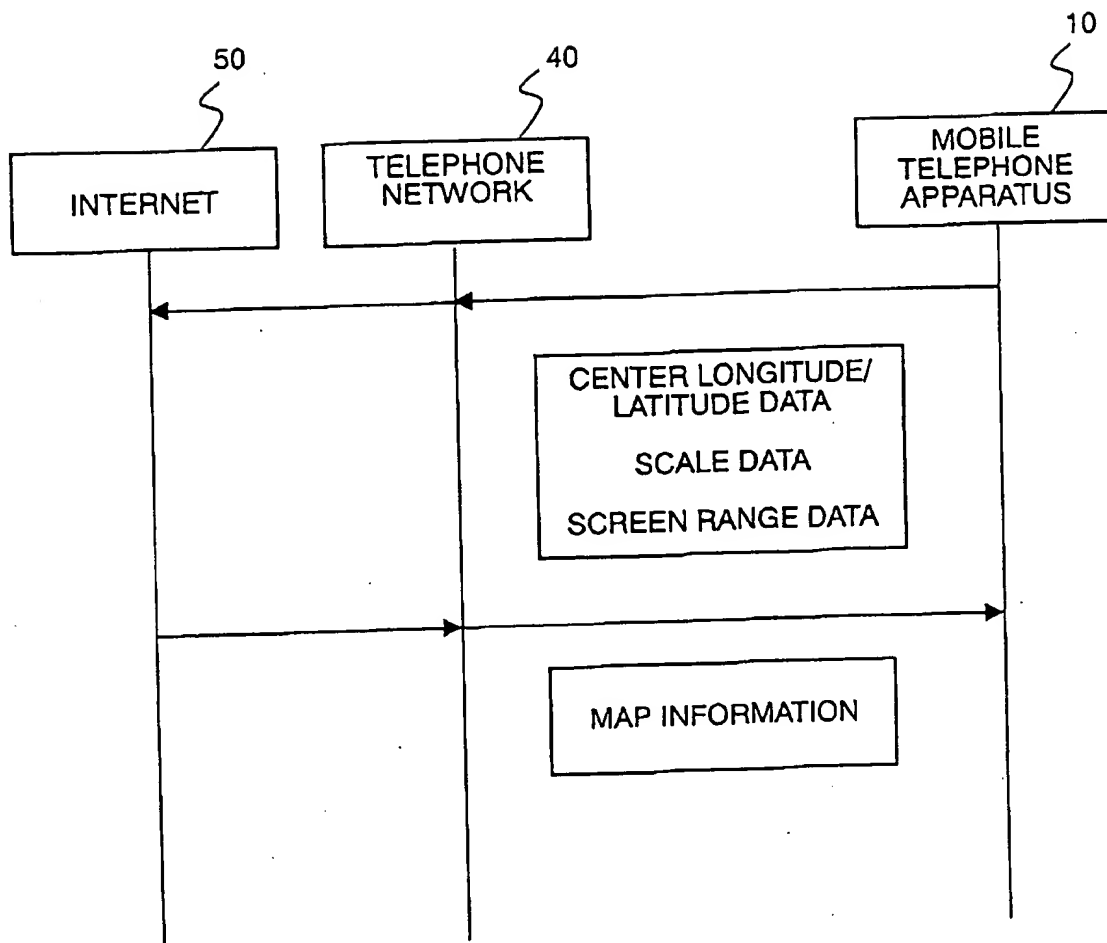 50
40
10
INTERNET
TELEPHONE
NETWORK
MOBILE
TELEPHONE
APPARATUS
CENTER LONGITUDE/
LATITUDE DATA
SCALE DATA
SCREEN RANGE DATA
MAP INFORMATION